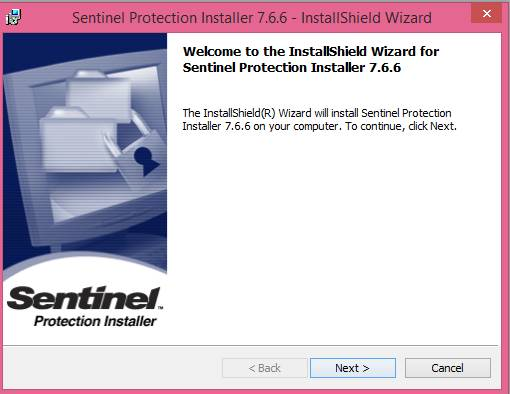 Sentinel Protection Installer 7.6.6 - InstallShield Wizard
Welcome to the InstallShield Wizard for
Sentinel Protection Installer 7.6.6
The InstallShield(R) Wizard will install Sentinel Protection
Installer 7.6.6 on your computer. To continue, click Next.
Sentinel™
Protection Installer
< Back
Next >
Cancel